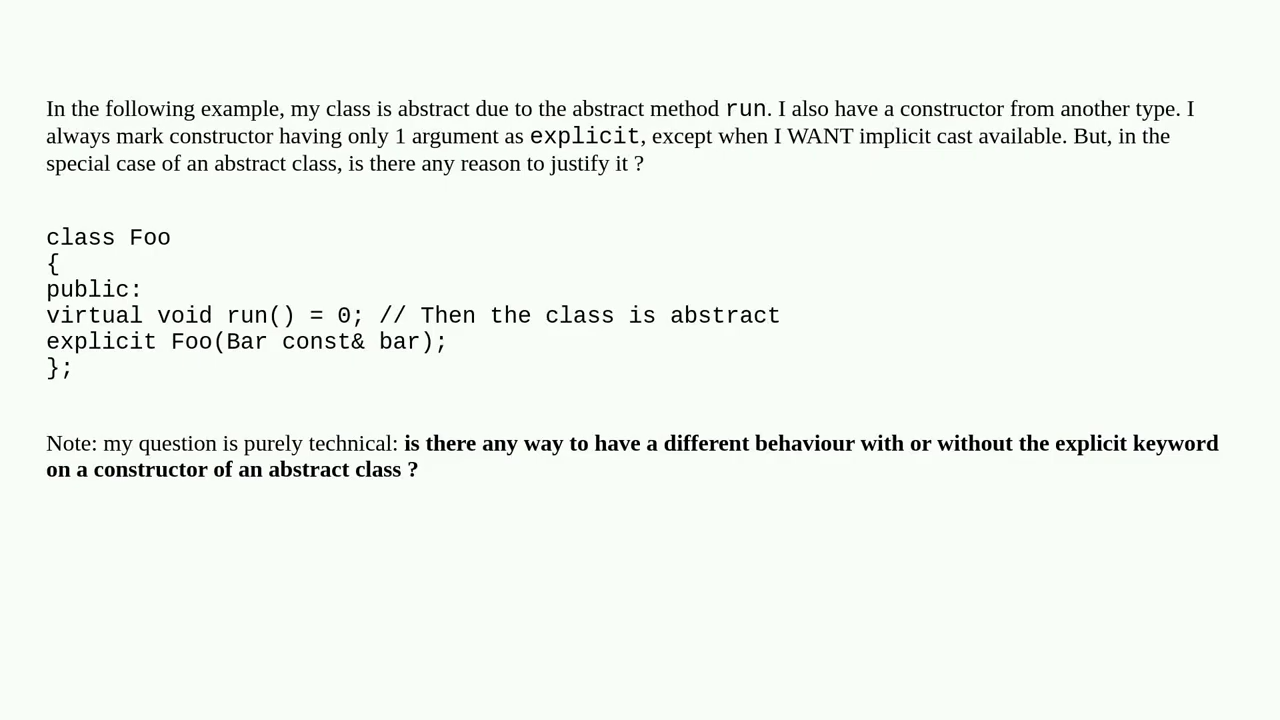 In the following example, my class is abstract due to the abstract method run. I also have a constructor from another type. I
always mark constructor having only 1 argument as explicit, except when I WANT implicit cast available. But, in the
special case of an abstract class, is there any reason to justify it ?
class Foo
{
public:
virtual void run() = 0; // Then the class is abstract
explicit Foo(Bar const& bar);
};
Note: my question is purely technical: is there any way to have a different behaviour with or without the explicit keyword
on a constructor of an abstract class ?